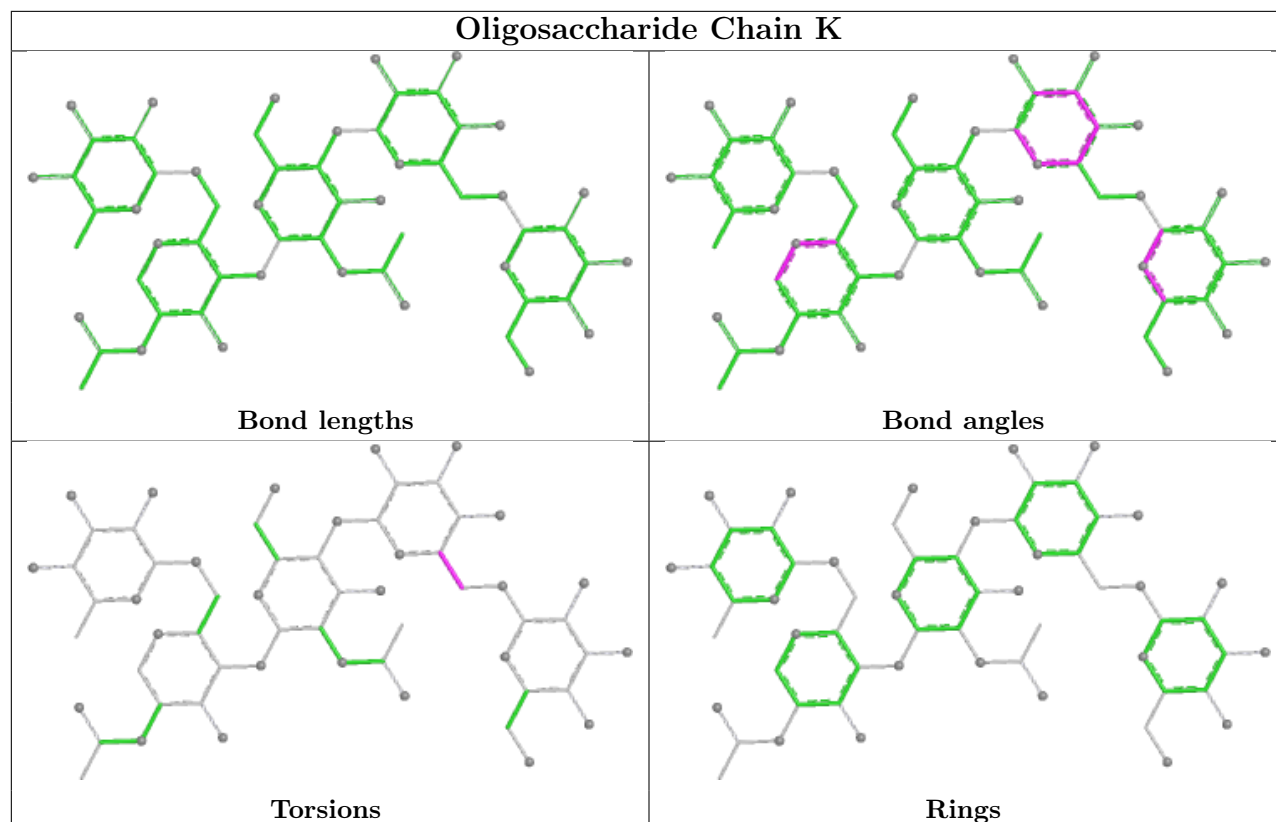 Oligosaccharide Chain K
Bond lengths
Bond angles
Torsions
Rings